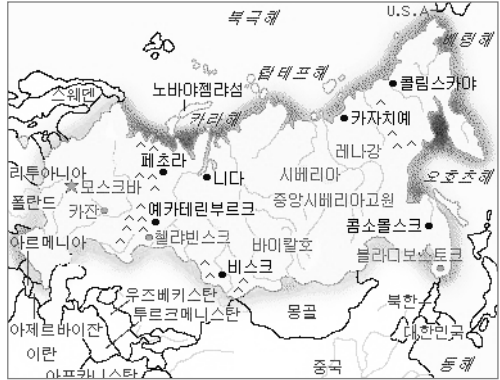 북극해
U.S.A
베링해
랍테프해
콜림스카야
스웨덴
노바야젬랴섬
카라해
카자치예
레나강
페초라
니다
시베리아
리투아니아
모스크바
오호츠해
폴란드
중앙시베리아고원
카잔
예카테린부르크
콤소몰스크
첼랴빈스크
바이칼호
아르메니아
블라디보스토크
비스크
우즈베키스탄
투르크메니스탄
몽골
북한
아제르바이잔
대한민국
이란
동해
중국
아프카니스탄